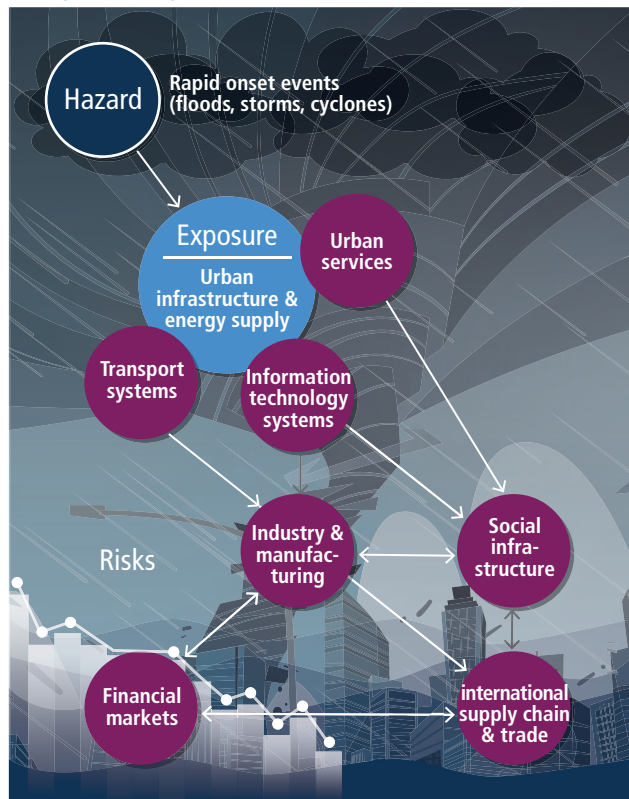 Hazard
Rapid onset events
(floods, storms, cyclones)
Exposure
Urban
infrastructure &
energy supply
Urban
services
Transport
systems
Information
technology
systems
Industry &
manufac-
turing
Social
infra-
structure
Risks
Financial
markets
international
supply chain
& trade